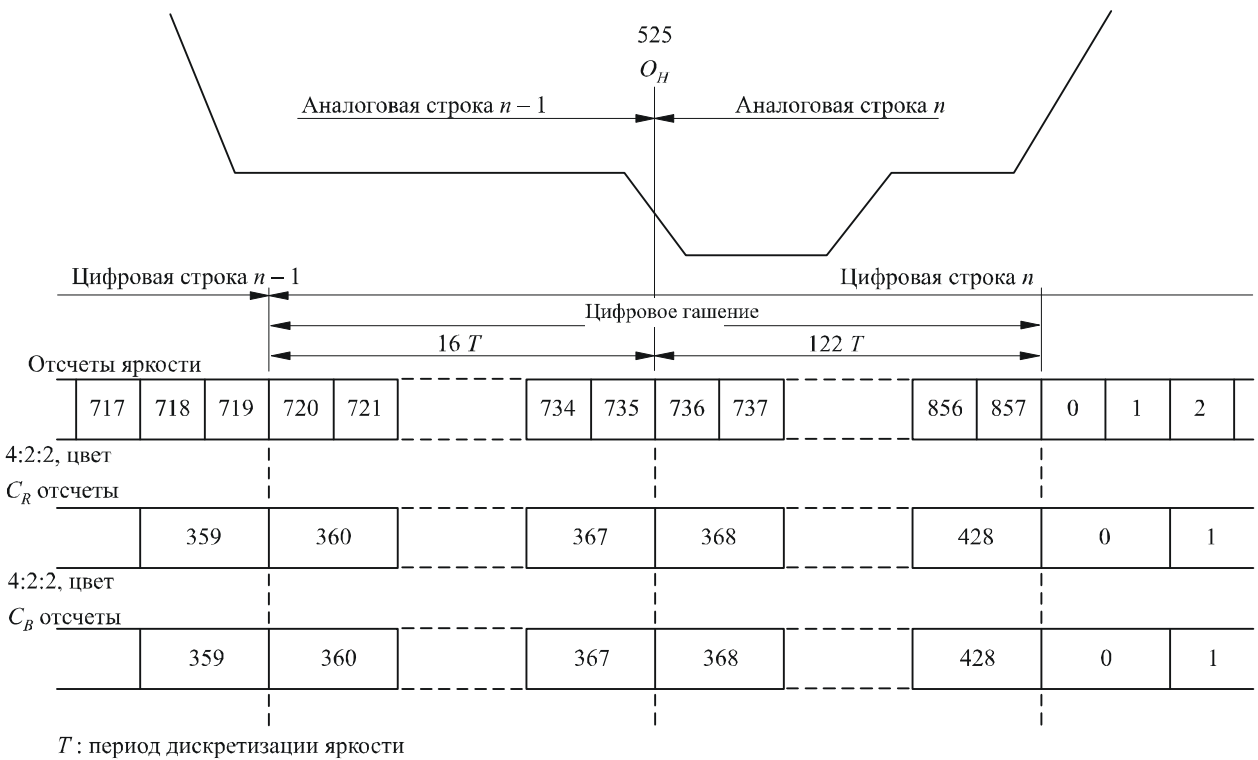 525
O_H
Аналоговая строка n – 1
Аналоговая строка n
Цифровая строка n – 1
Цифровая строка n
Цифровое гашение
16 T
122 T
Отсчеты яркости
717 718 719 720 721 734 735 736 737 856 857 0 1 2
4:2:2, цвет
C_R отсчеты
359 360 367 368 428 0 1
4:2:2, цвет
C_B отсчеты
359 360 367 368 428 0 1
T : период дискретизации яркости